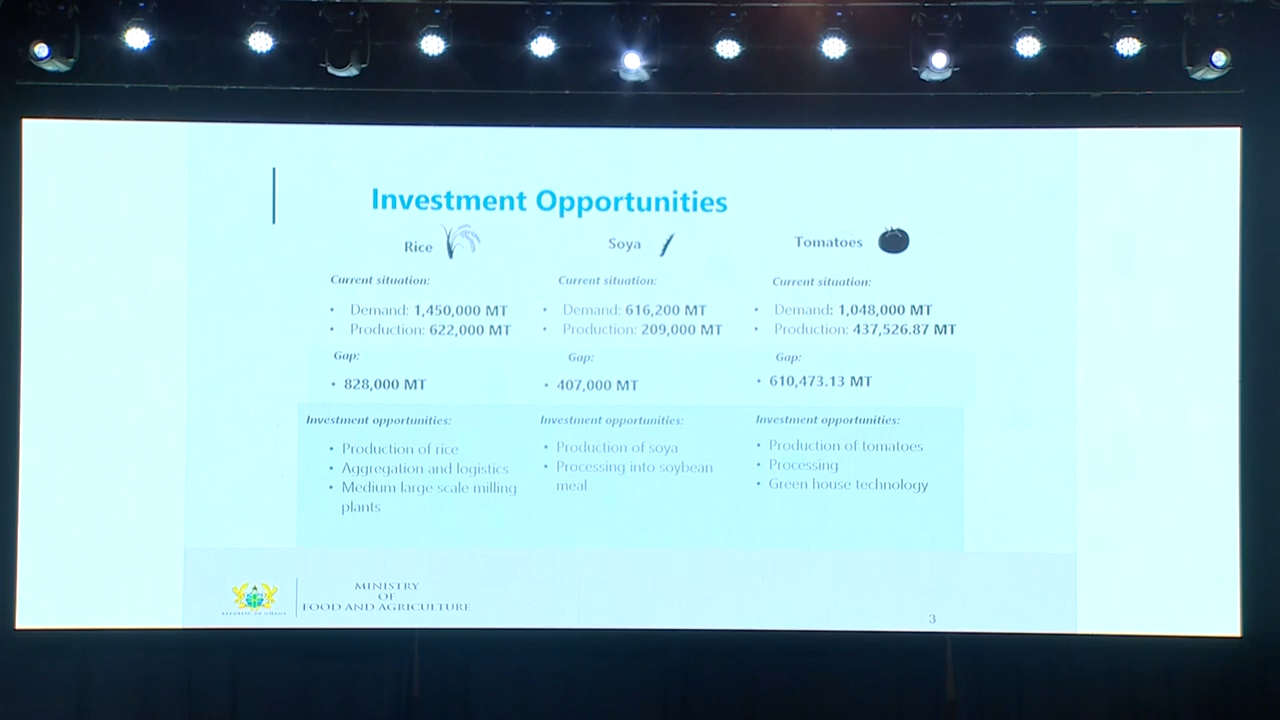 Investment Opportunities
Rice
Current situation:
• Demand: 1,450,000 MT
• Production: 622,000 MT
Gap:
• 828,000 MT
Investment opportunities:
• Production of rice
• Aggregation and logistics
• Medium large scale milling
plants
Soya
Current situation:
• Demand: 616,200 MT
• Production: 209,000 MT
Gap:
• 407,000 MT
Investment opportunities:
• Production of soya
• Processing into soybean
meal
Tomatoes
Current situation:
• Demand: 1,048,000 MT
• Production: 437,526.87 MT
Gap:
• 610,473.13 MT
Investment opportunities:
• Production of tomatoes
• Processing
• Green house technology
REPUBLIC OF GHANA
MINISTRY
OF
FOOD AND AGRICULTURE
3